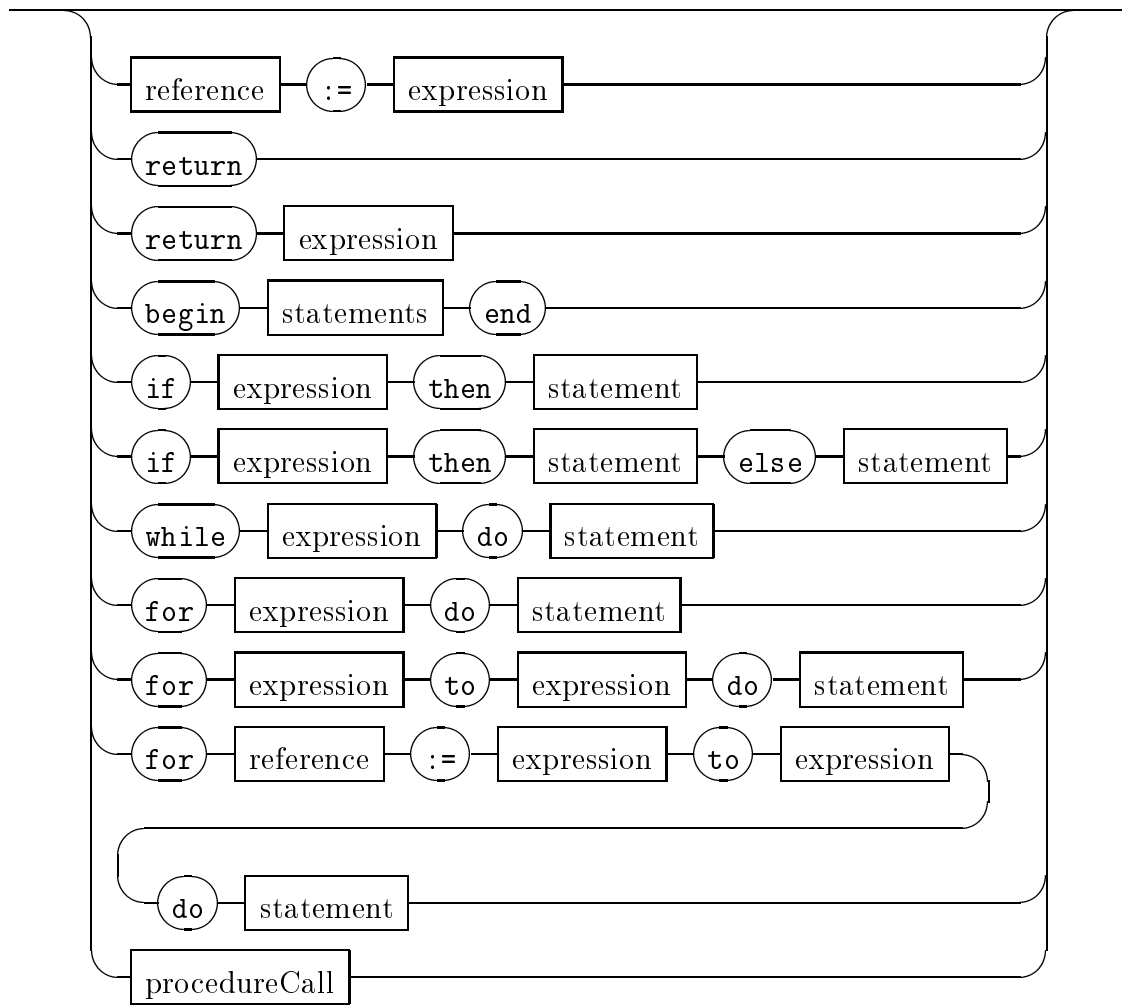 reference := expression
return
return expression
begin statements end
if expression then statement
if expression then statement else statement
while expression do statement
for expression do statement
for expression to expression do statement
for reference := expression to expression
do statement
procedureCall